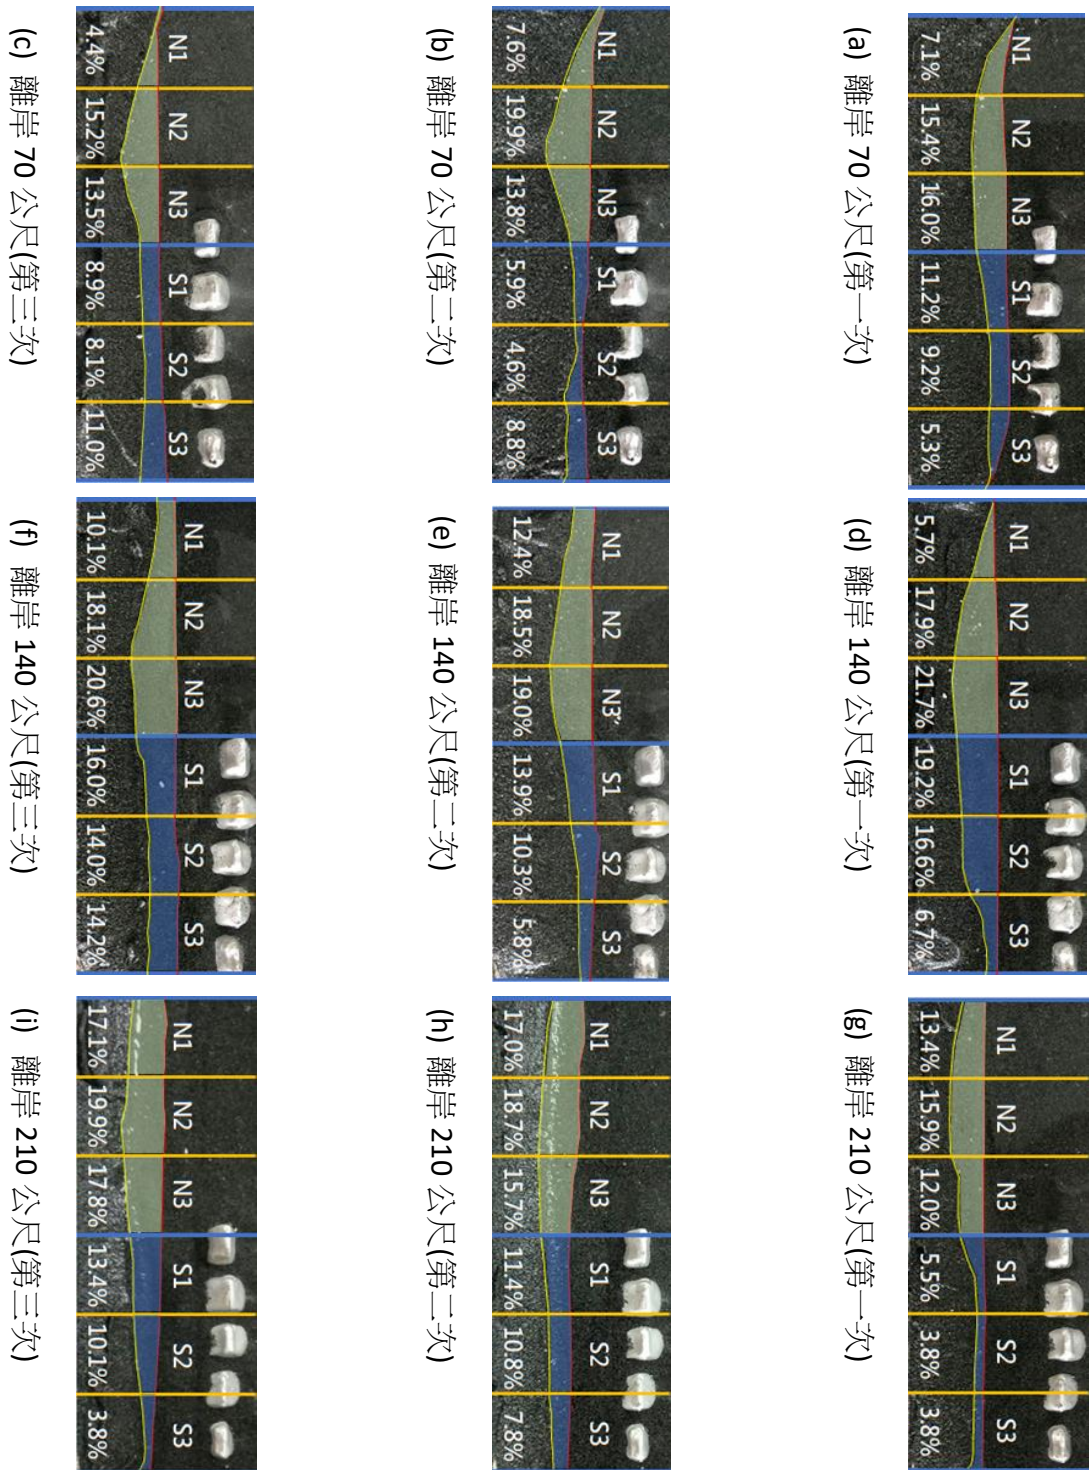 N1 N2 N3 S1 S2 S3
7.1% 15.4% 16.0% 11.2% 9.2% 5.3%
(a) 離岸 70 公尺(第一次)
N1 N2 N3 S1 S2 S3
5.7% 17.9% 21.7% 19.2% 16.6% 6.7%
(d) 離岸 140 公尺(第一次)
N1 N2 N3 S1 S2 S3
13.4% 15.9% 12.0% 5.5% 3.8% 3.8%
(g) 離岸 210 公尺(第一次)
N1 N2 N3 S1 S2 S3
7.6% 19.9% 13.8% 5.9% 4.6% 8.8%
(b) 離岸 70 公尺(第二次)
N1 N2 N3 S1 S2 S3
12.4% 18.5% 19.0% 13.9% 10.3% 5.8%
(e) 離岸 140 公尺(第二次)
N1 N2 N3 S1 S2 S3
17.0% 18.7% 15.7% 11.4% 10.8% 7.8%
(h) 離岸 210 公尺(第二次)
N1 N2 N3 S1 S2 S3
4.4% 15.2% 13.5% 8.9% 8.1% 11.0%
(c) 離岸 70 公尺(第三次)
N1 N2 N3 S1 S2 S3
10.1% 18.1% 20.6% 16.0% 14.0% 14.2%
(f) 離岸 140 公尺(第三次)
N1 N2 N3 S1 S2 S3
17.1% 19.9% 17.8% 13.4% 10.1% 3.8%
(i) 離岸 210 公尺(第三次)